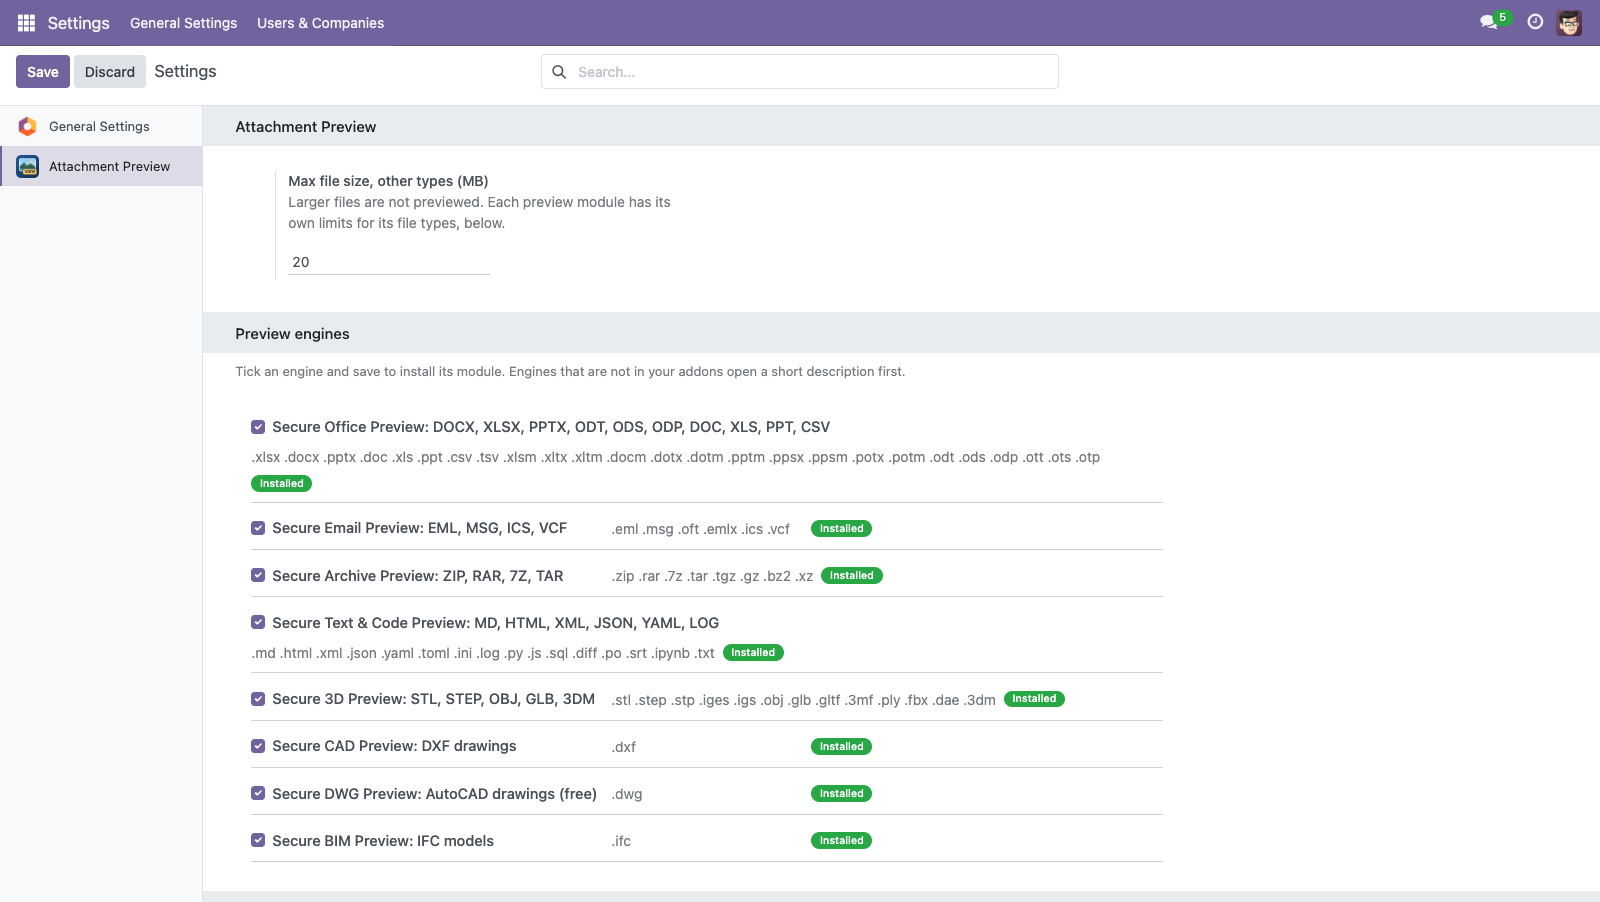 Settings General Settings Users & Companies 5
Save Discard Settings Search...
General Settings
Attachment Preview
Attachment Preview
Max file size, other types (MB)
Larger files are not previewed. Each preview module has its
own limits for its file types, below.
20
Preview engines
Tick an engine and save to install its module. Engines that are not in your addons open a short description first.
Secure Office Preview: DOCX, XLSX, PPTX, ODT, ODS, ODP, DOC, XLS, PPT, CSV
.xlsx .docx .pptx .doc .xls .ppt .csv .tsv .xlsm .xltx .xltm .docm .dotx .dotm .pptm .ppsx .ppsm .potx .potm .odt .ods .odp .ott .ots .otp
Installed
Secure Email Preview: EML, MSG, ICS, VCF .eml .msg .oft .emlx .ics .vcf Installed
Secure Archive Preview: ZIP, RAR, 7Z, TAR .zip .rar .7z .tar .tgz .gz .bz2 .xz Installed
Secure Text & Code Preview: MD, HTML, XML, JSON, YAML, LOG
.md .html .xml .json .yaml .toml .ini .log .py .js .sql .diff .po .srt .ipynb .txt Installed
Secure 3D Preview: STL, STEP, OBJ, GLB, 3DM .stl .step .stp .iges .igs .obj .glb .gltf .3mf .ply .fbx .dae .3dm Installed
Secure CAD Preview: DXF drawings .dxf Installed
Secure DWG Preview: AutoCAD drawings (free) .dwg Installed
Secure BIM Preview: IFC models .ifc Installed